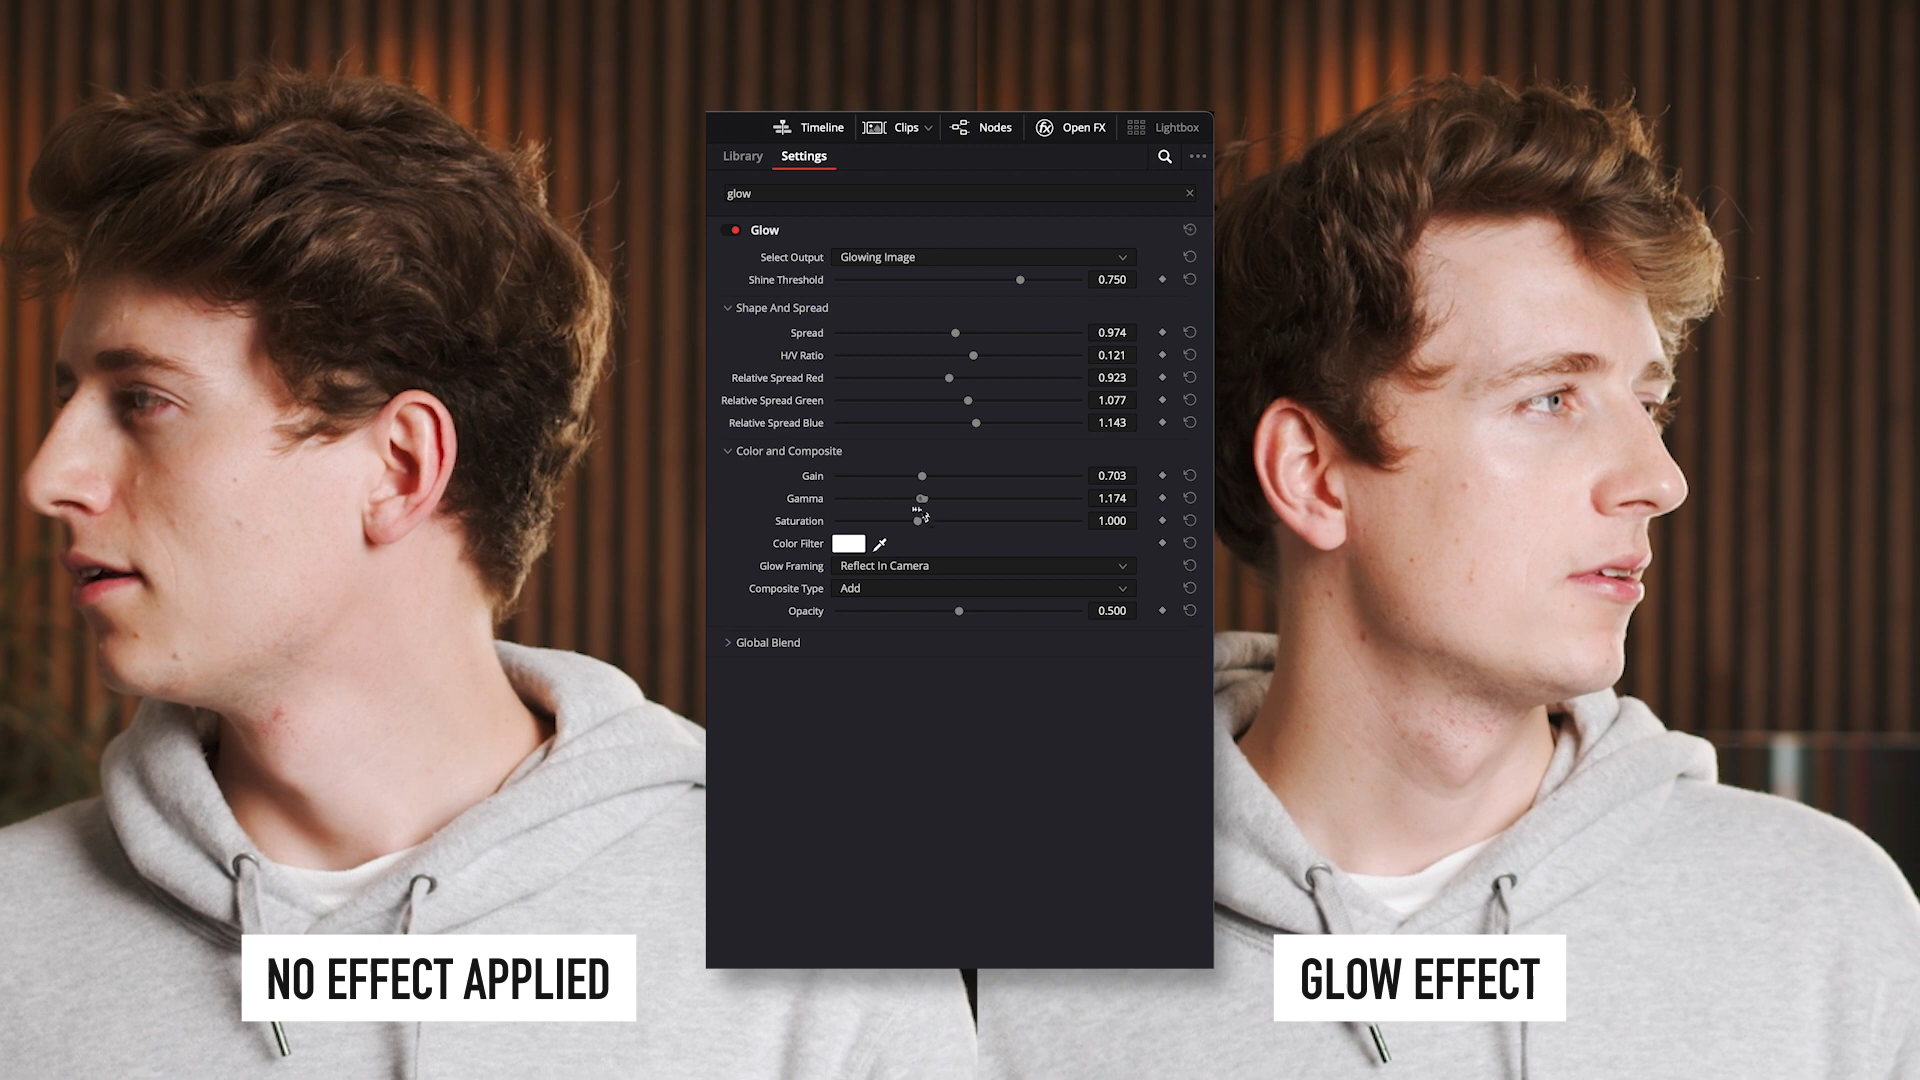 Timeline Clips Nodes Open FX Lightbox
Library Settings
glow
Glow
Select Output Glowing Image
Shine Threshold 0.750
Shape And Spread
Spread 0.974
H/V Ratio 0.121
Relative Spread Red 0.923
Relative Spread Green 1.077
Relative Spread Blue 1.143
Color and Composite
Gain 0.703
Gamma 1.174
Saturation 1.000
Color Filter
Glow Framing Reflect In Camera
Composite Type Add
Opacity 0.500
Global Blend
NO EFFECT APPLIED
GLOW EFFECT